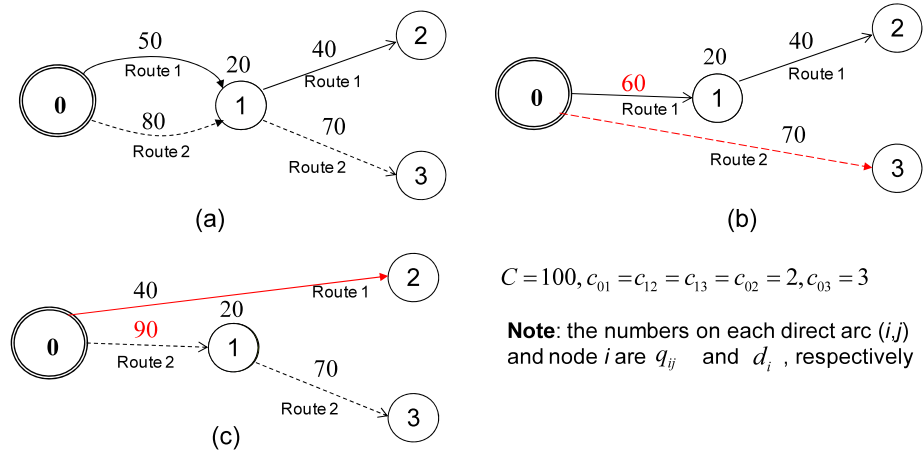 50
40
2
Route 1
20
Route 1
0
1
80
70
Route 2
Route 2
3
(a)
2
40
20
0
60
1
Route 1
Route 1
70
Route 2
3
(b)
2
40
Route 1
20
0
90
1
Route 2
70
Route 2
3
(c)
C = 100, c₀₁ = c₁₂ = c₁₃ = c₀₂ = 2, c₀₃ = 3
Note: the numbers on each direct arc (i,j)
and node i are qᵢⱼ and dᵢ , respectively